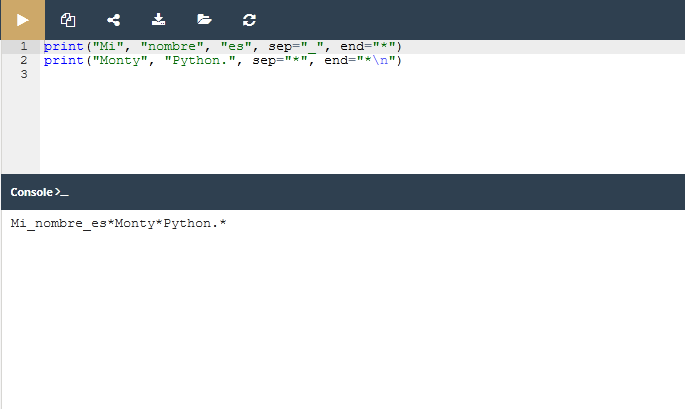 1 print("Mi", "nombre", "es", sep="_", end="*")
2 print("Monty", "Python.", sep="*", end="*\n")
3
Console >_
Mi_nombre_es*Monty*Python.*